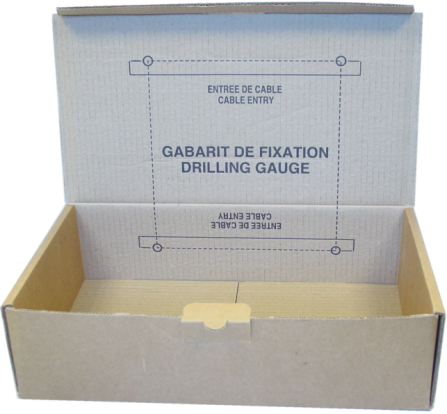 ENTREE DE CABLE
CABLE ENTRY
GABARIT DE FIXATION
DRILLING GAUGE
ENTREE DE CABLE
CABLE ENTRY